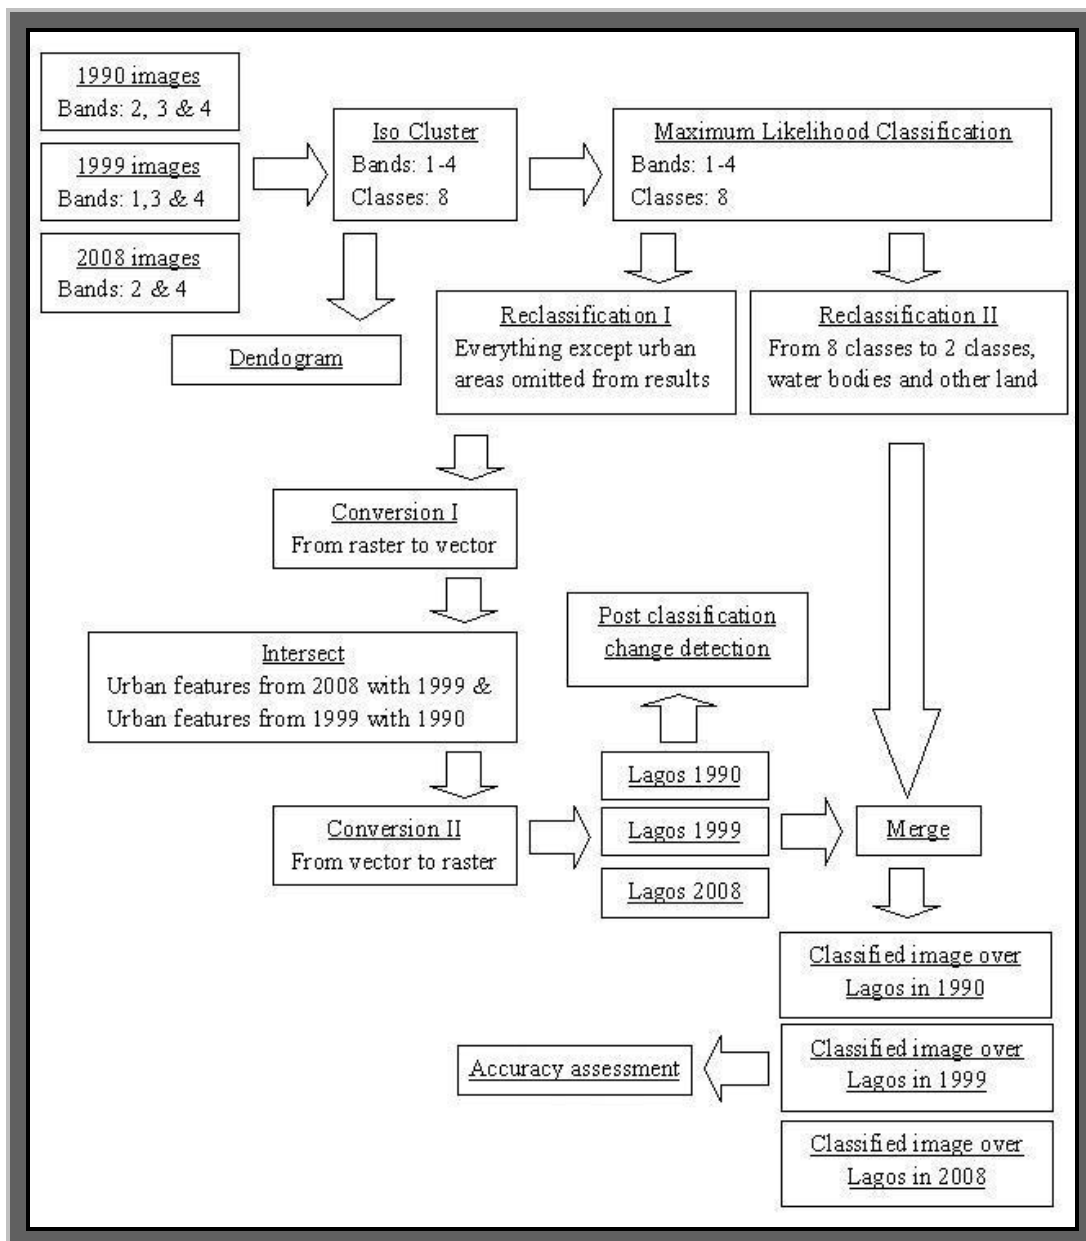 1990 images
Bands: 2, 3 & 4
1999 images
Bands: 1,3 & 4
2008 images
Bands: 2 & 4
Iso Cluster
Bands: 1-4
Classes: 8
Maximum Likelihood Classification
Bands: 1-4
Classes: 8
Dendogram
Reclassification I
Everything except urban
areas omitted from results
Reclassification II
From 8 classes to 2 classes,
water bodies and other land
Conversion I
From raster to vector
Intersect
Urban features from 2008 with 1999 &
Urban features from 1999 with 1990
Post classification
change detection
Conversion II
From vector to raster
Lagos 1990
Lagos 1999
Lagos 2008
Merge
Classified image over
Lagos in 1990
Classified image over
Lagos in 1999
Classified image over
Lagos in 2008
Accuracy assessment